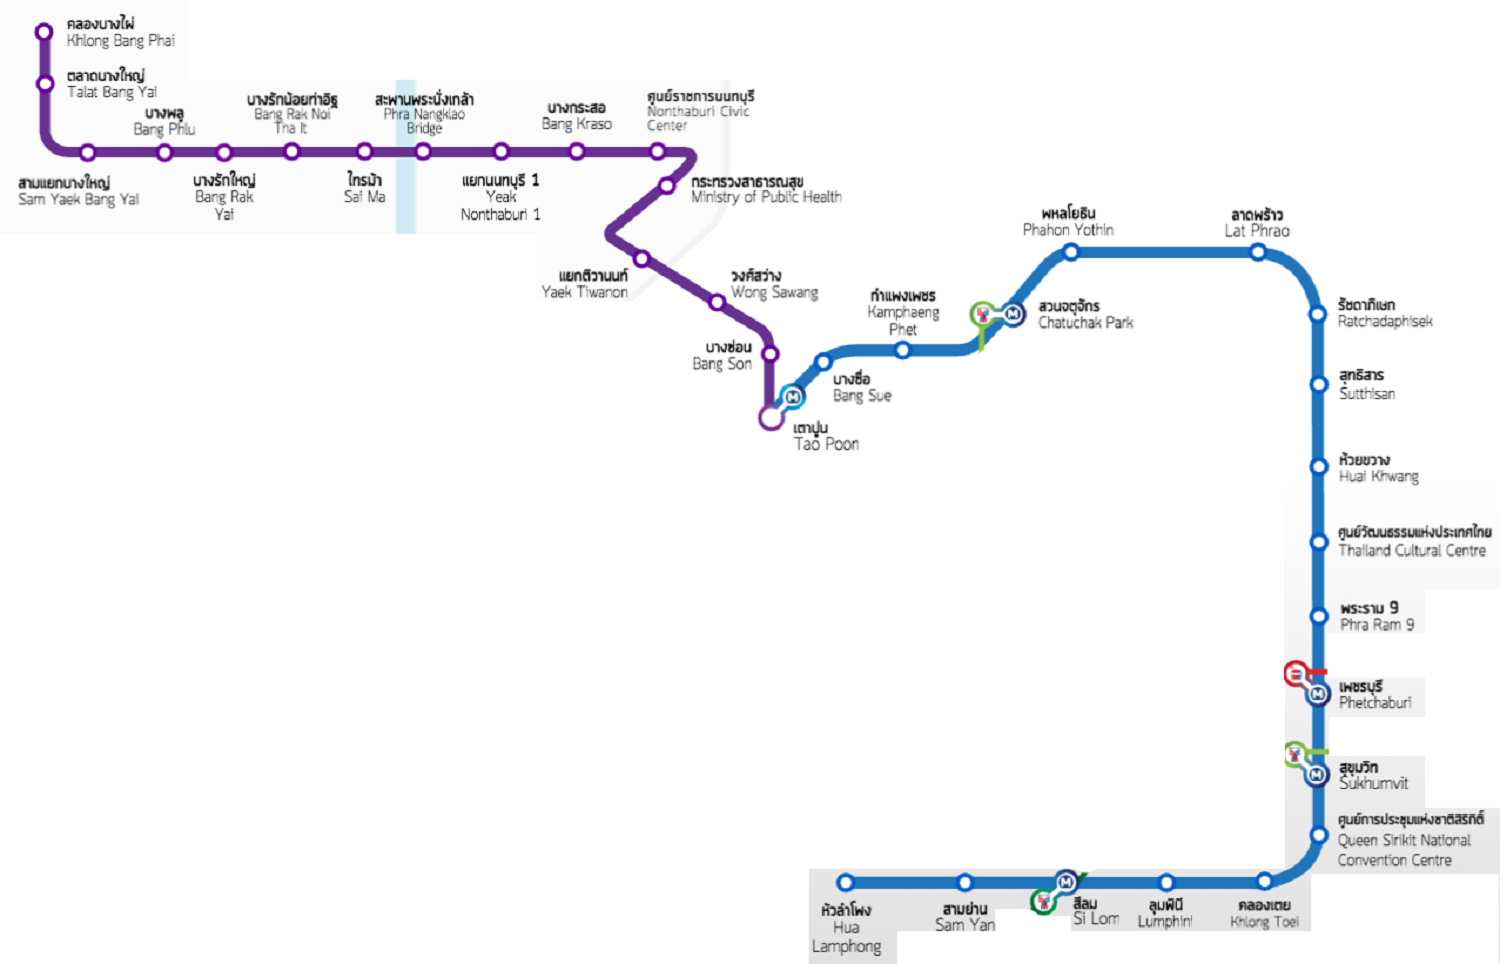 คลองบางไผ่
Khlong Bang Phai
ตลาดบางใหญ่
Talat Bang Yai
สามแยกบางใหญ่
Sam Yaek Bang Yai
บางพลู
Bang Phlu
บางรักใหญ่
Bang Rak
Yai
บางรักน้อยท่าอิฐ
Bang Rak Noi
Tha It
ไทรม้า
Sai Ma
สะพานพระนั่งเกล้า
Phra Nangklao
Bridge
แยกนนทบุรี 1
Yeak
Nonthaburi 1
บางกระสอ
Bang Kraso
ศูนย์ราชการนนทบุรี
Nonthaburi Civic
Center
กระทรวงสาธารณสุข
Ministry of Public Health
แยกติวานนท์
Yaek Tiwanon
วงศ์สว่าง
Wong Sawang
บางซ่อน
Bang Son
เตาปูน
Tao Poon
M
บางซื่อ
Bang Sue
กำแพงเพชร
Kamphaeng
Phet
M
สวนจตุจักร
Chatuchak Park
พหลโยธิน
Phahon Yothin
ลาดพร้าว
Lat Phrao
รัชดาภิเษก
Ratchadaphisek
สุทธิสาร
Sutthisan
ห้วยขวาง
Huai Khwang
ศูนย์วัฒนธรรมแห่งประเทศไทย
Thailand Cultural Centre
พระราม 9
Phra Ram 9
M
เพชรบุรี
Phetchaburi
M
สุขุมวิท
Sukhumvit
ศูนย์การประชุมแห่งชาติสิริกิติ์
Queen Sirikit National
Convention Centre
คลองเตย
Khlong Toei
ลุมพินี
Lumphini
M
สีลม
Si Lom
สามย่าน
Sam Yan
หัวลำโพง
Hua
Lamphong